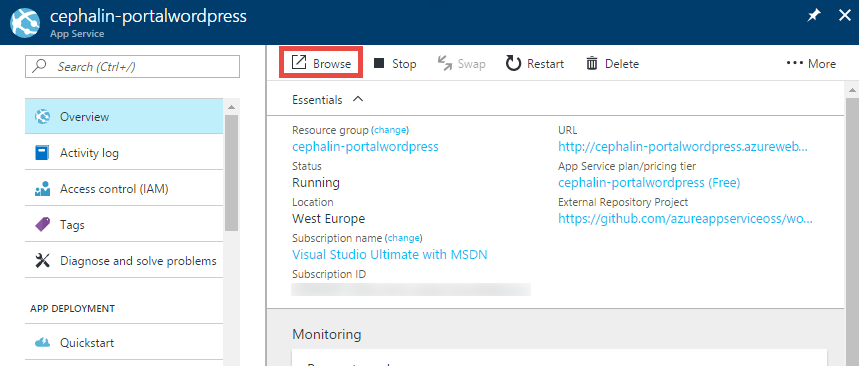 cephalin-portalwordpress
App Service
Search (Ctrl+/)
Overview
Activity log
Access control (IAM)
Tags
Diagnose and solve problems
APP DEPLOYMENT
Quickstart
Browse
Stop
Swap
Restart
Delete
More
Essentials
Resource group (change)
cephalin-portalwordpress
Status
Running
Location
West Europe
Subscription name (change)
Visual Studio Ultimate with MSDN
Subscription ID
URL
http://cephalin-portalwordpress.azureweb...
App Service plan/pricing tier
cephalin-portalwordpress (Free)
External Repository Project
https://github.com/azureappserviceoss/wo...
Monitoring